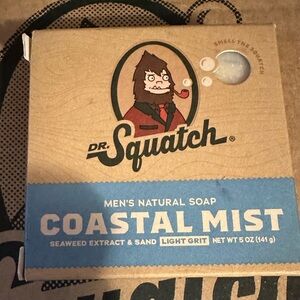 SMELL THE SQUATCH
DR.
Squatch®
MEN'S NATURAL SOAP
COASTAL MIST
SEAWEED EXTRACT & SAND LIGHT GRIT NET WT 5 OZ (141 g)